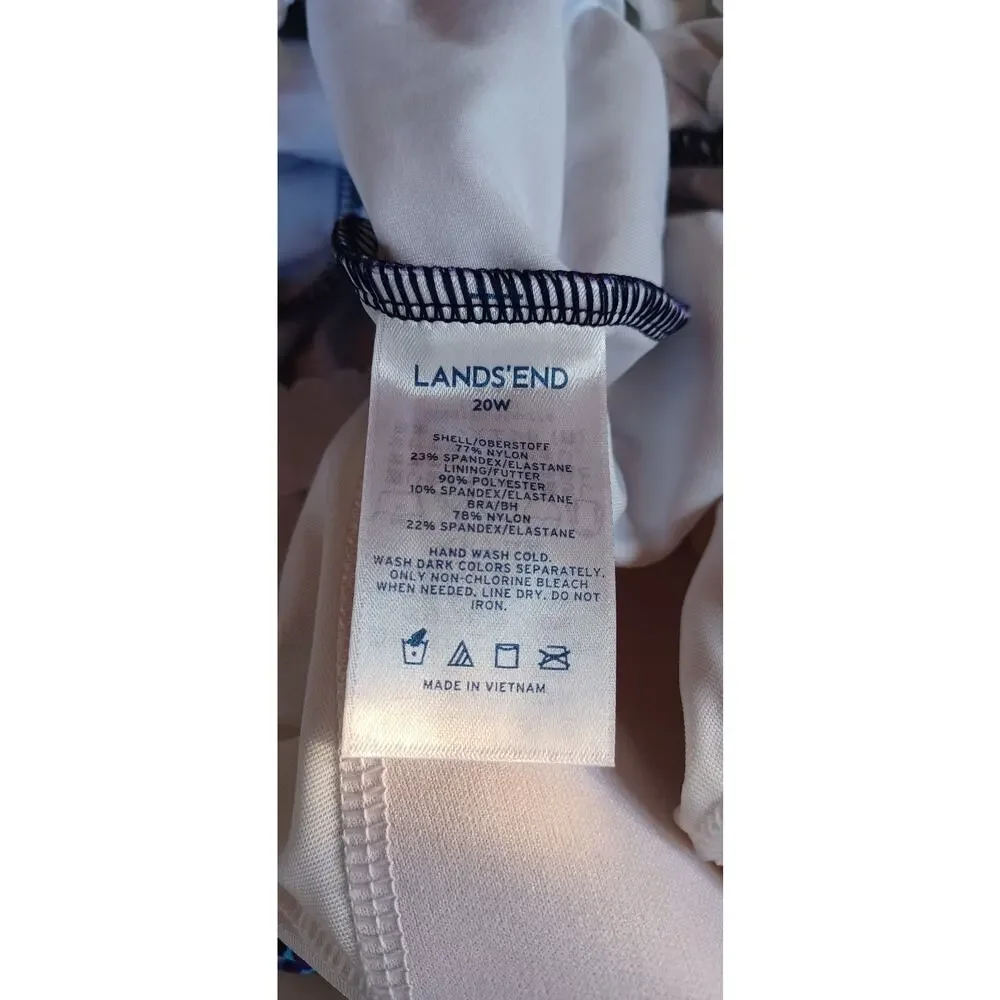 LANDS'END
20W
SHELL/OBERSTOFF
77% NYLON
23% SPANDEX/ELASTANE
LINING/FUTTER
90% POLYESTER
10% SPANDEX/ELASTANE
BRA/BH
78% NYLON
22% SPANDEX/ELASTANE
HAND WASH COLD.
WASH DARK COLORS SEPARATELY.
ONLY NON-CHLORINE BLEACH
WHEN NEEDED. LINE DRY. DO NOT
IRON.
MADE IN VIETNAM